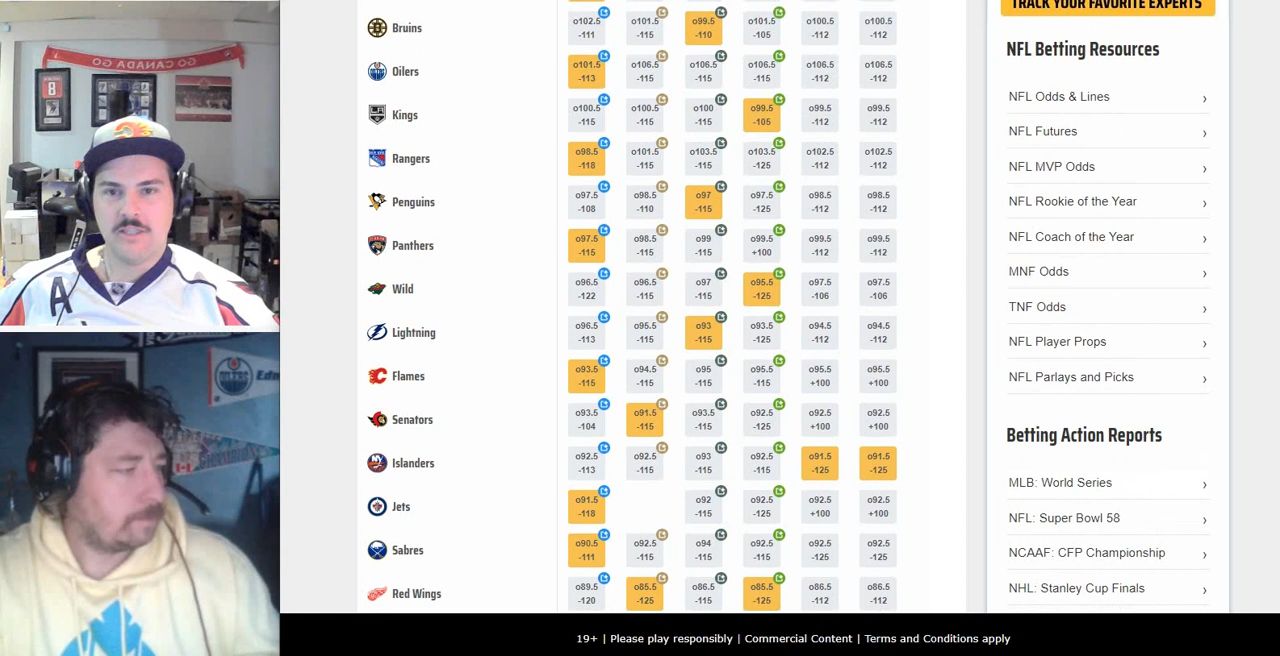 GO CANADA GO
8
A
OILERS
Bruins
o102.5 o101.5 o99.5 o101.5 o100.5 o100.5
-111 -115 -110 -105 -112 -112
Oilers
o101.5 o106.5 o106.5 o106.5 o106.5 o106.5
-113 -115 -115 -115 -112 -112
Kings
o100.5 o100.5 o100 o99.5 o99.5 o99.5
-115 -115 -115 -105 -112 -112
Rangers
o98.5 o101.5 o103.5 o103.5 o102.5 o102.5
-118 -115 -115 -125 -112 -112
Penguins
o97.5 o98.5 o97 o97.5 o98.5 o98.5
-108 -110 -115 -125 -112 -112
Panthers
o97.5 o98.5 o99 o99.5 o99.5 o99.5
-115 -115 -115 +100 -112 -112
Wild
o96.5 o96.5 o97 o95.5 o97.5 o97.5
-122 -115 -115 -125 -106 -106
Lightning
o96.5 o95.5 o93 o93.5 o94.5 o94.5
-113 -115 -115 -125 -112 -112
Flames
o93.5 o94.5 o95 o95.5 o95.5 o95.5
-115 -115 -115 -115 +100 +100
Senators
o93.5 o91.5 o93.5 o92.5 o92.5 o92.5
-104 -115 -115 -125 +100 +100
Islanders
o92.5 o92.5 o93 o92.5 o91.5 o91.5
-113 -115 -115 -115 -125 -125
Jets
o91.5 o92 o92.5 o92.5 o92.5
-118 -115 -125 +100 +100
Sabres
o90.5 o92.5 o94 o92.5 o92.5 o92.5
-111 -115 -115 -115 -125 -125
Red Wings
o89.5 o85.5 o86.5 o85.5 o86.5 o86.5
-120 -125 -115 -125 -112 -112
TRACK YOUR FAVORITE EXPERTS
NFL Betting Resources
NFL Odds & Lines
NFL Futures
NFL MVP Odds
NFL Rookie of the Year
NFL Coach of the Year
MNF Odds
TNF Odds
NFL Player Props
NFL Parlays and Picks
Betting Action Reports
MLB: World Series
NFL: Super Bowl 58
NCAAF: CFP Championship
NHL: Stanley Cup Finals
19+ | Please play responsibly | Commercial Content | Terms and Conditions apply